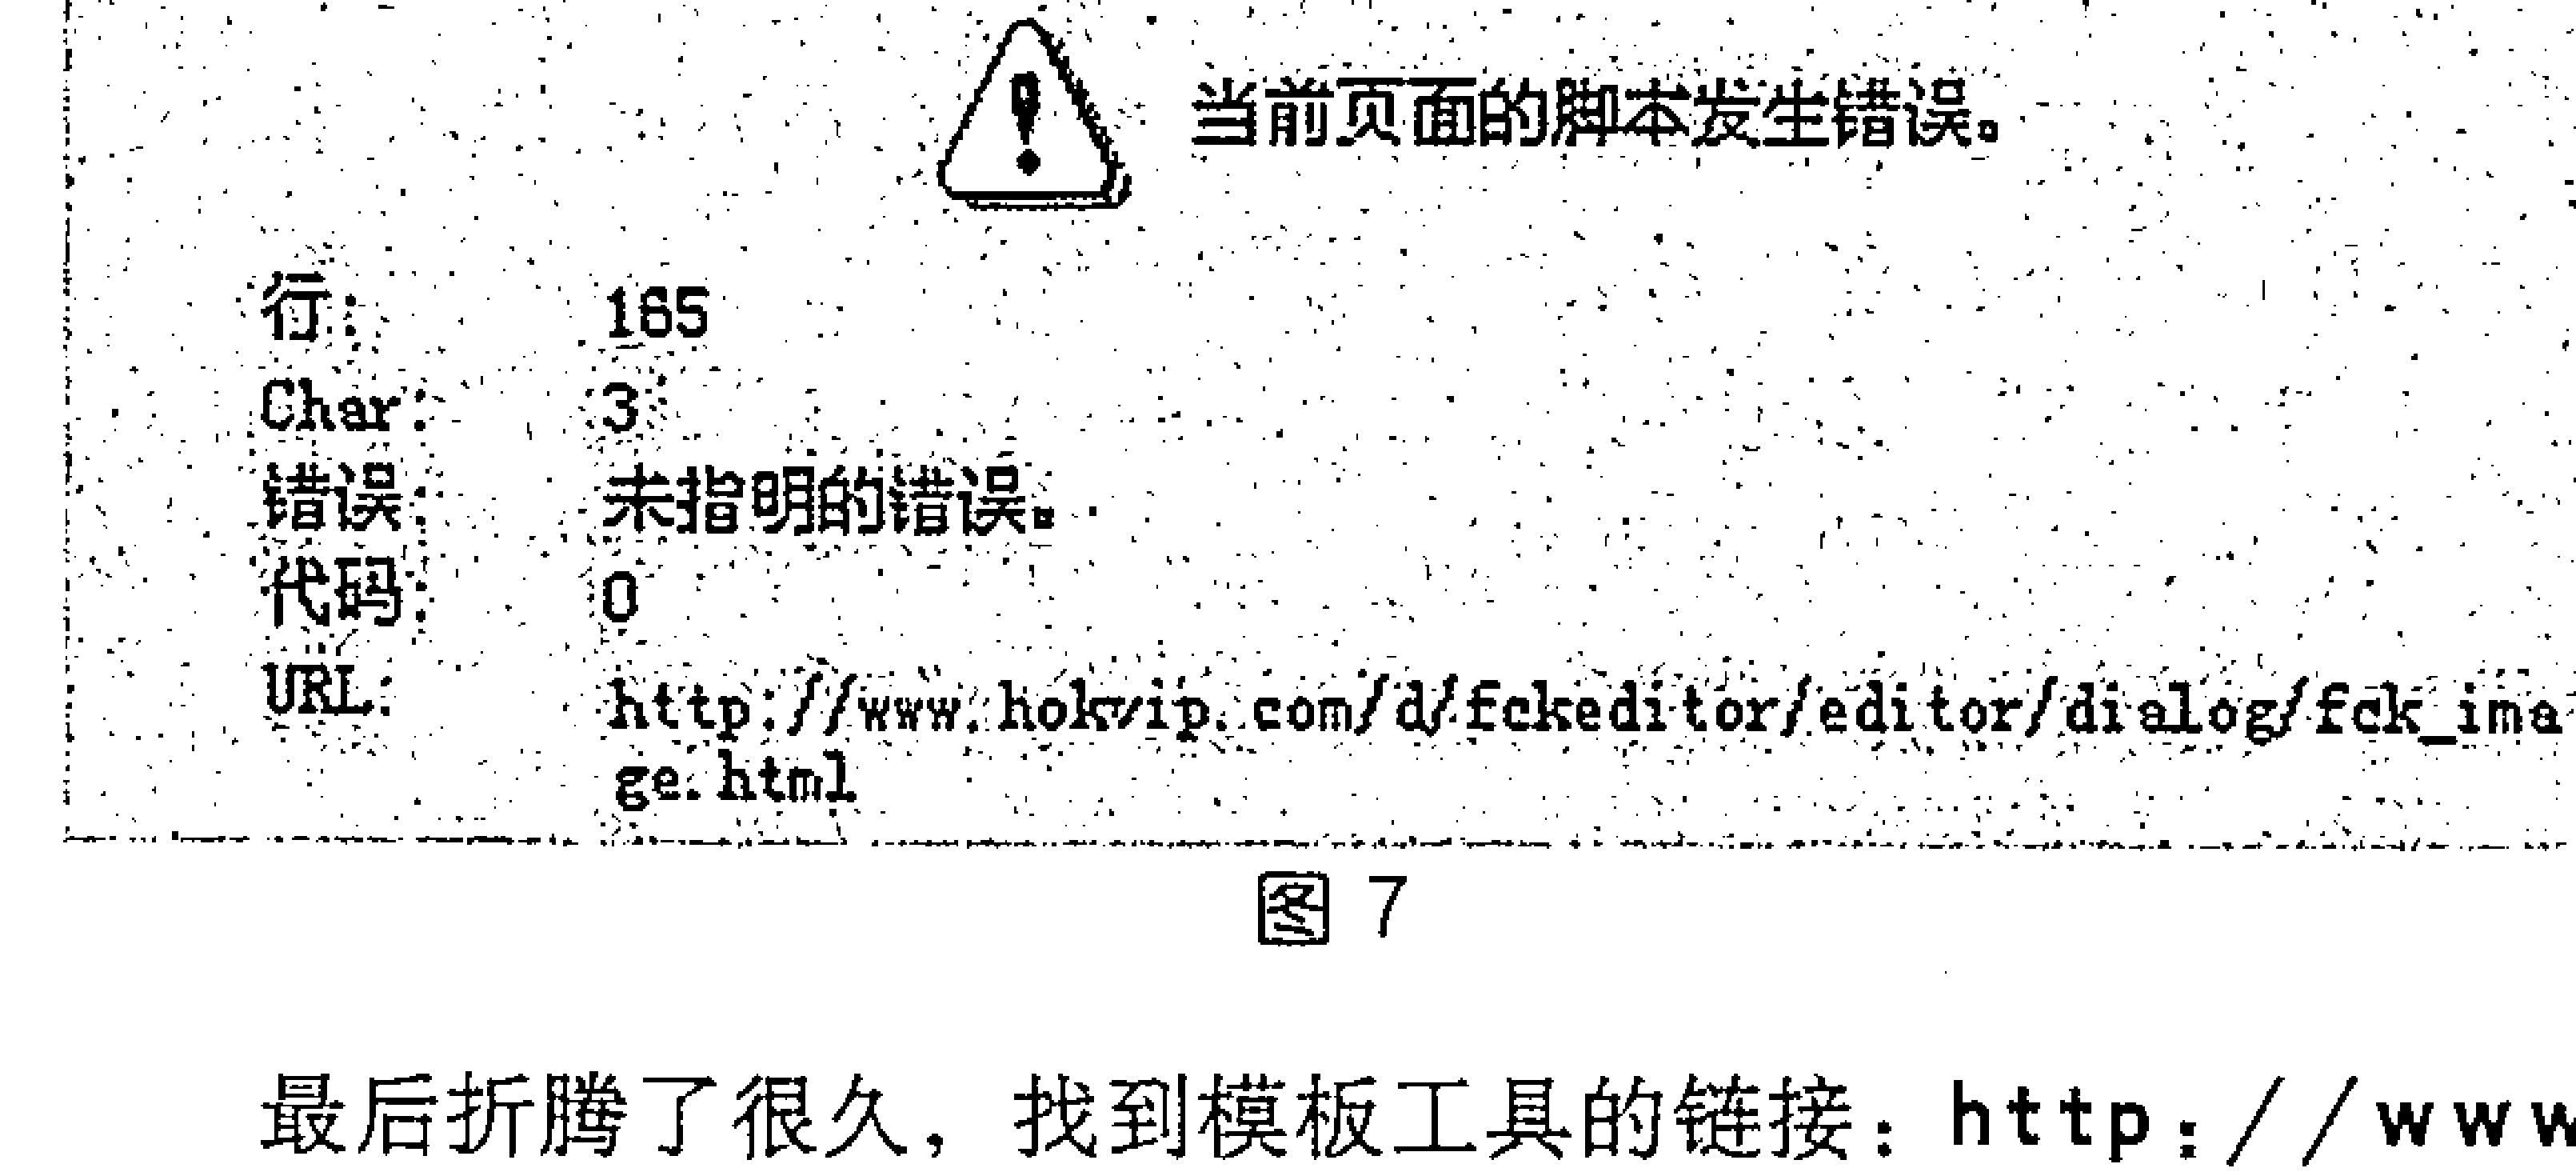 当前页面的脚本发生错误。
行: 165
Char: 3
错误: 未指明的错误。
代码: 0
URL: http://www.hokvip.com/d/fckeditor/editor/dialog/fck_ima
ge.html
图 7
最后折腾了很久，找到模板工具的链接：http://www